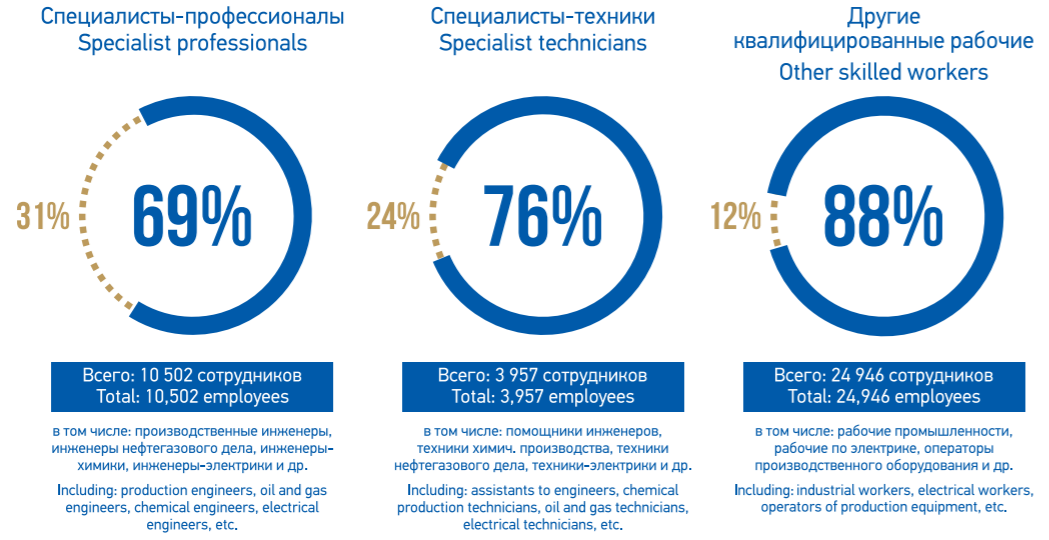 Специалисты-профессионалы
Specialist professionals
31%
69%
Всего: 10 502 сотрудников
Total: 10,502 employees
в том числе: производственные инженеры,
инженеры нефтегазового дела, инженеры-
химики, инженеры-электрики и др.
Including: production engineers, oil and gas
engineers, chemical engineers, electrical
engineers, etc.
Специалисты-техники
Specialist technicians
24%
76%
Всего: 3 957 сотрудников
Total: 3,957 employees
в том числе: помощники инженеров,
техники химич. производства, техники
нефтегазового дела, техники-электрики и др.
Including: assistants to engineers, chemical
production technicians, oil and gas technicians,
electrical technicians, etc.
Другие
квалифицированные рабочие
Other skilled workers
12%
88%
Всего: 24 946 сотрудников
Total: 24,946 employees
в том числе: рабочие промышленности,
рабочие по электрике, операторы
производственного оборудования и др.
Including: industrial workers, electrical workers,
operators of production equipment, etc.